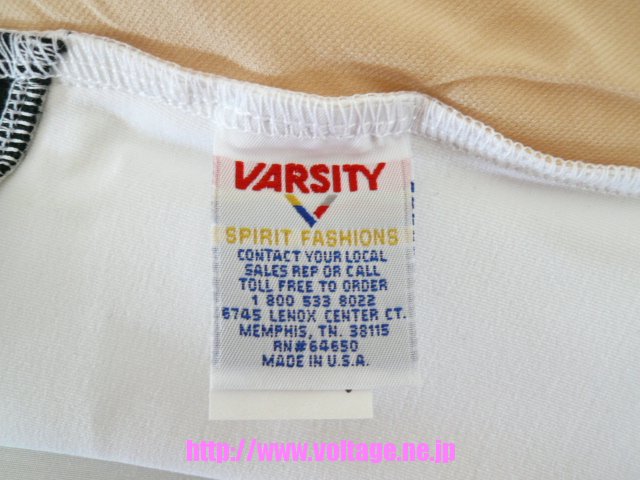 VARSITY
SPIRIT FASHIONS
CONTACT YOUR LOCAL
SALES REP OR CALL
TOLL FREE TO ORDER
1 800 533 8022
6745 LENOX CENTER CT.
MEMPHIS, TN. 38115
RN#64650
MADE IN U.S.A.
http://www.voltage.ne.jp